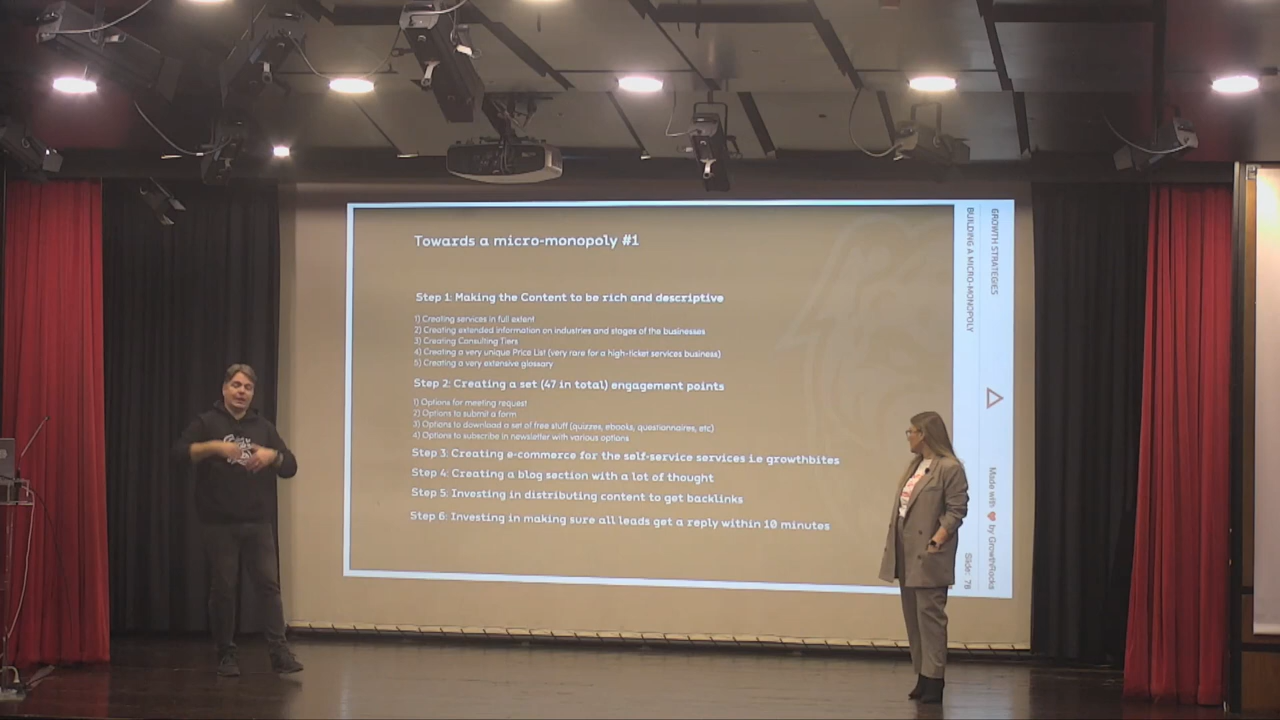 Towards a micro-monopoly #1
Step 1: Making the Content to be rich and descriptive
1) Creating services in full extent
2) Creating extended information on industries and stages of the businesses
3) Creating Consulting Tiers
4) Creating a very unique Price List (very rare for a high-ticket services business)
5) Creating a very extensive glossary
Step 2: Creating a set (47 in total) engagement points
1) Options for meeting request
2) Options to submit a form
3) Options to download a set of free stuff (quizzes, ebooks, questionnaires, etc)
4) Options to subscribe in newsletter with various options
Step 3: Creating e-commerce for the self-service services i.e growthbites
Step 4: Creating a blog section with a lot of thought
Step 5: Investing in distributing content to get backlinks
Step 6: Investing in making sure all leads get a reply within 10 minutes
GROWTH STRATEGIES
BUILDING A MICRO-MONOPOLY
Made with ❤ by GrowthRocks
Slide: 78